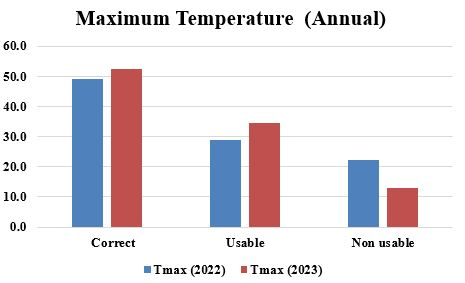 Maximum Temperature (Annual)
60.0
50.0
40.0
30.0
20.0
10.0
0.0
Correct Usable Non usable
Tmax (2022) Tmax (2023)